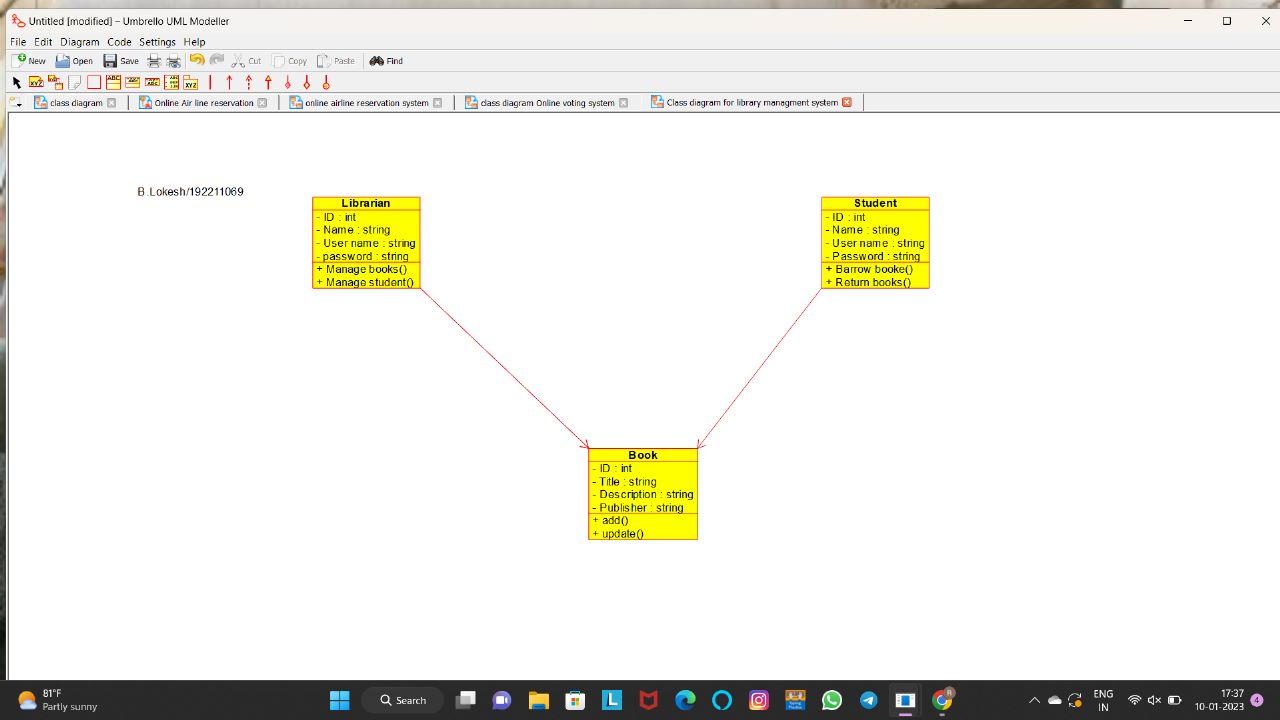 Untitled [modified] – Umbrello UML Modeller
File Edit Diagram Code Settings Help
New Open Save Cut Copy Paste Find
class diagram Online Air line reservation online airline reservation system class diagram Online voting system Class diagram for library managment system
B.Lokesh/192211069
Librarian
- ID : int
- Name : string
- User name : string
- password : string
+ Manage books()
+ Manage student()
Student
- ID : int
- Name : string
- User name : string
- Password : string
+ Barrow booke()
+ Return books()
Book
- ID : int
- Title : string
- Description : string
- Publisher : string
+ add()
+ update()
81°F
Partly sunny
Search
ENG
IN
17:37
10-01-2023
4